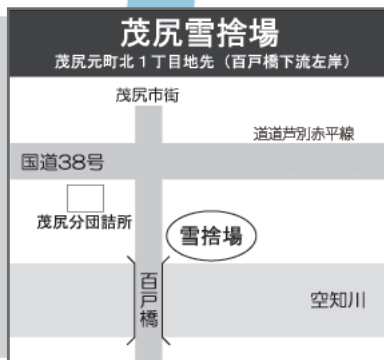 茂尻雪捨場
茂尻元町北1丁目地先（百戸橋下流左岸）
茂尻市街
道道芦別赤平線
国道38号
茂尻分団詰所
雪捨場
百戸橋
空知川